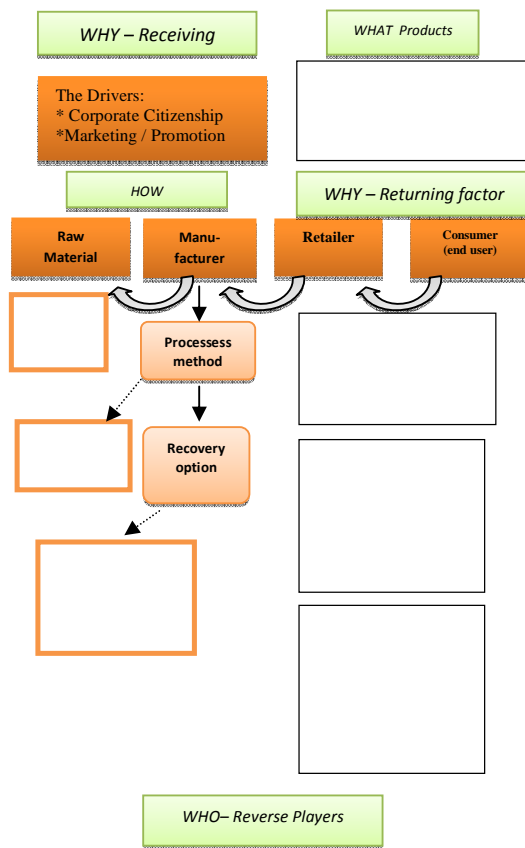 WHY – Receiving
WHAT Products
The Drivers:
* Corporate Citizenship
*Marketing / Promotion
HOW
WHY – Returning factor
Raw
Material
Manu-
facturer
Retailer
Consumer
(end user)
Processess
method
Recovery
option
WHO– Reverse Players